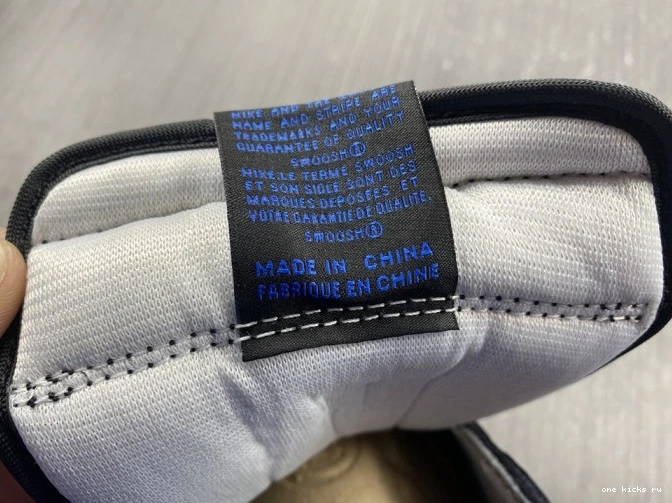 NIKE AND THE ARE
NAME AND STRIPE AND YOUR
TRADEMARKS AND YOUR
GUARANTEE OF QUALITY
SWOOSH®
NIKE:LE TERME SWOOSH
ET SON SIGLE SONT DES
MARQUES DEPOSEES ET
VOTRE GARANTIE DE QUALITE.
SWOOSH®
MADE IN CHINA
FABRIQUE EN CHINE
one kicks ru